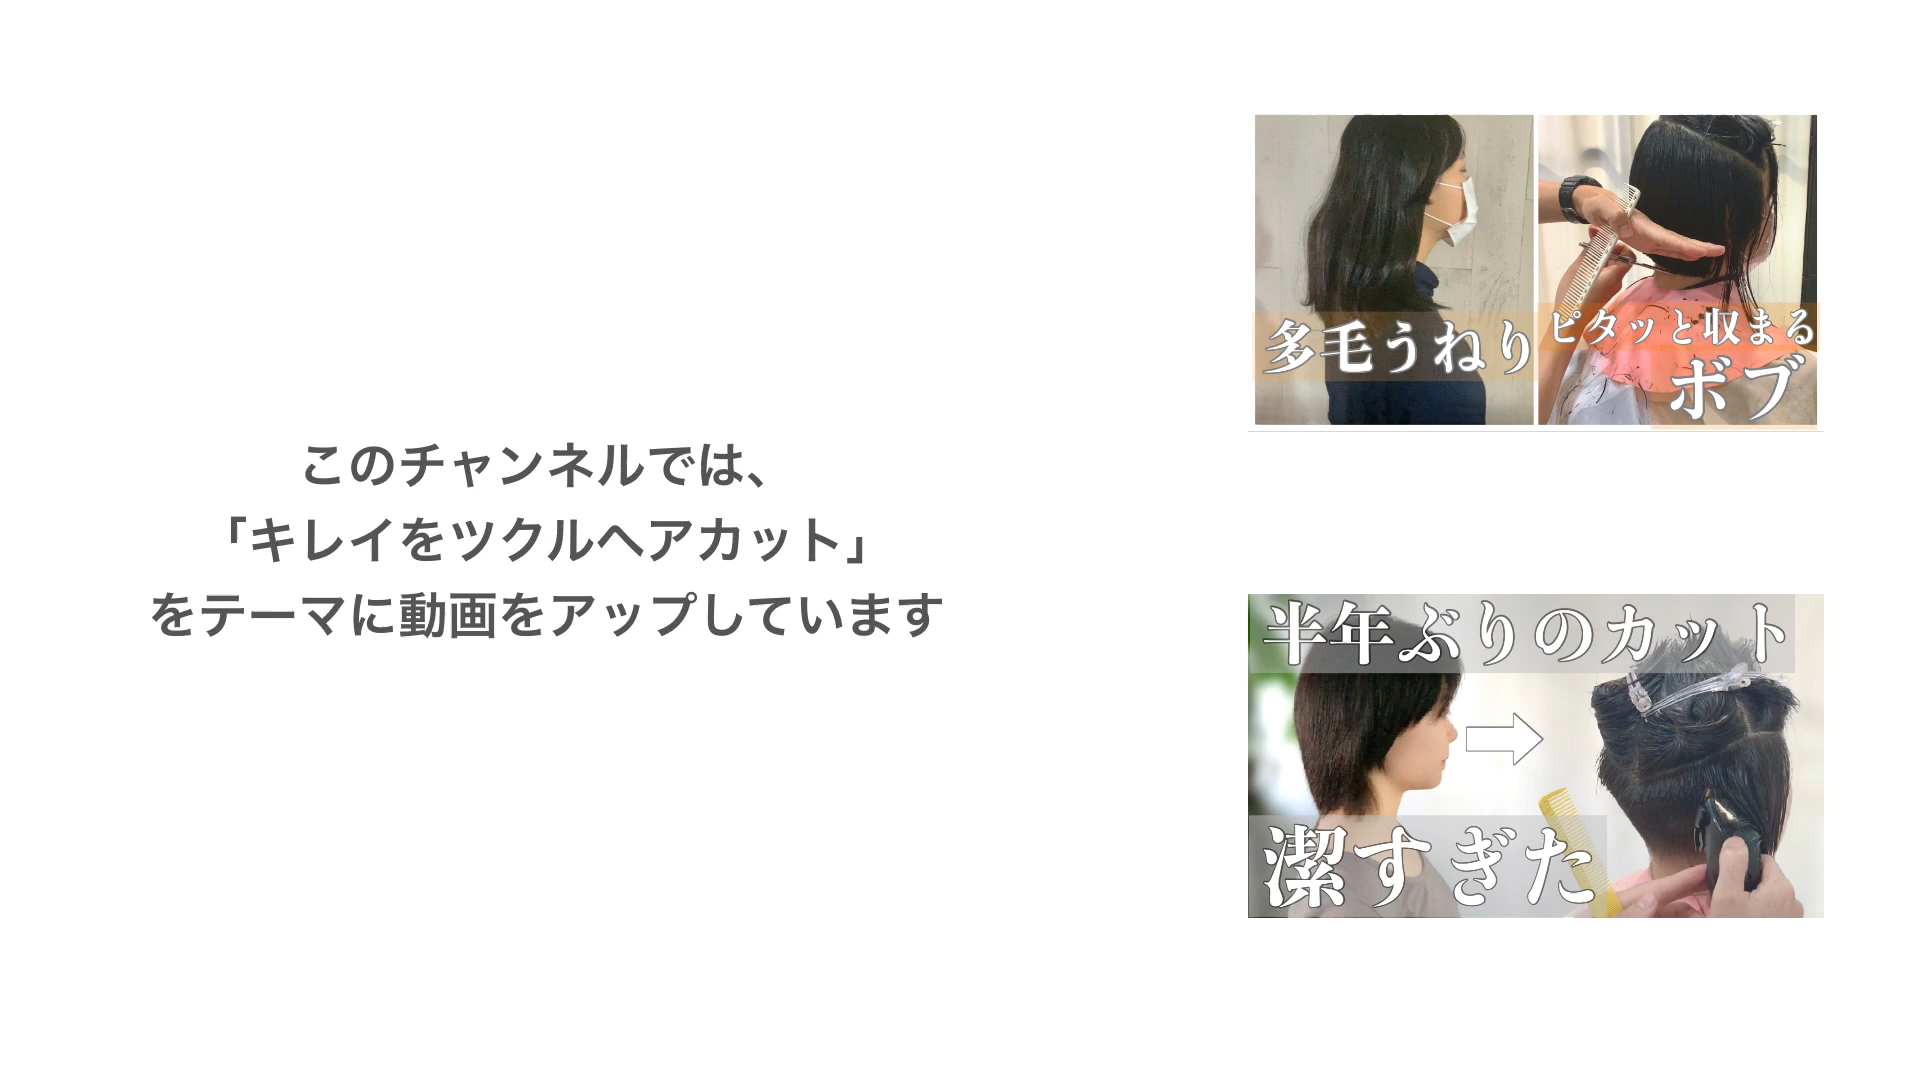 このチャンネルでは、
「キレイをツクルヘアカット」
をテーマに動画をアップしています
多毛うねり
ピタッと収まる
ボブ
半年ぶりのカット
潔すぎた